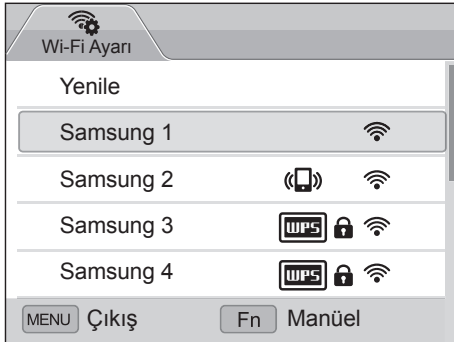 Wi-Fi Ayarı
Yenile
Samsung 1
Samsung 2
Samsung 3 WPS
Samsung 4 WPS
MENU Çıkış Fn Manüel